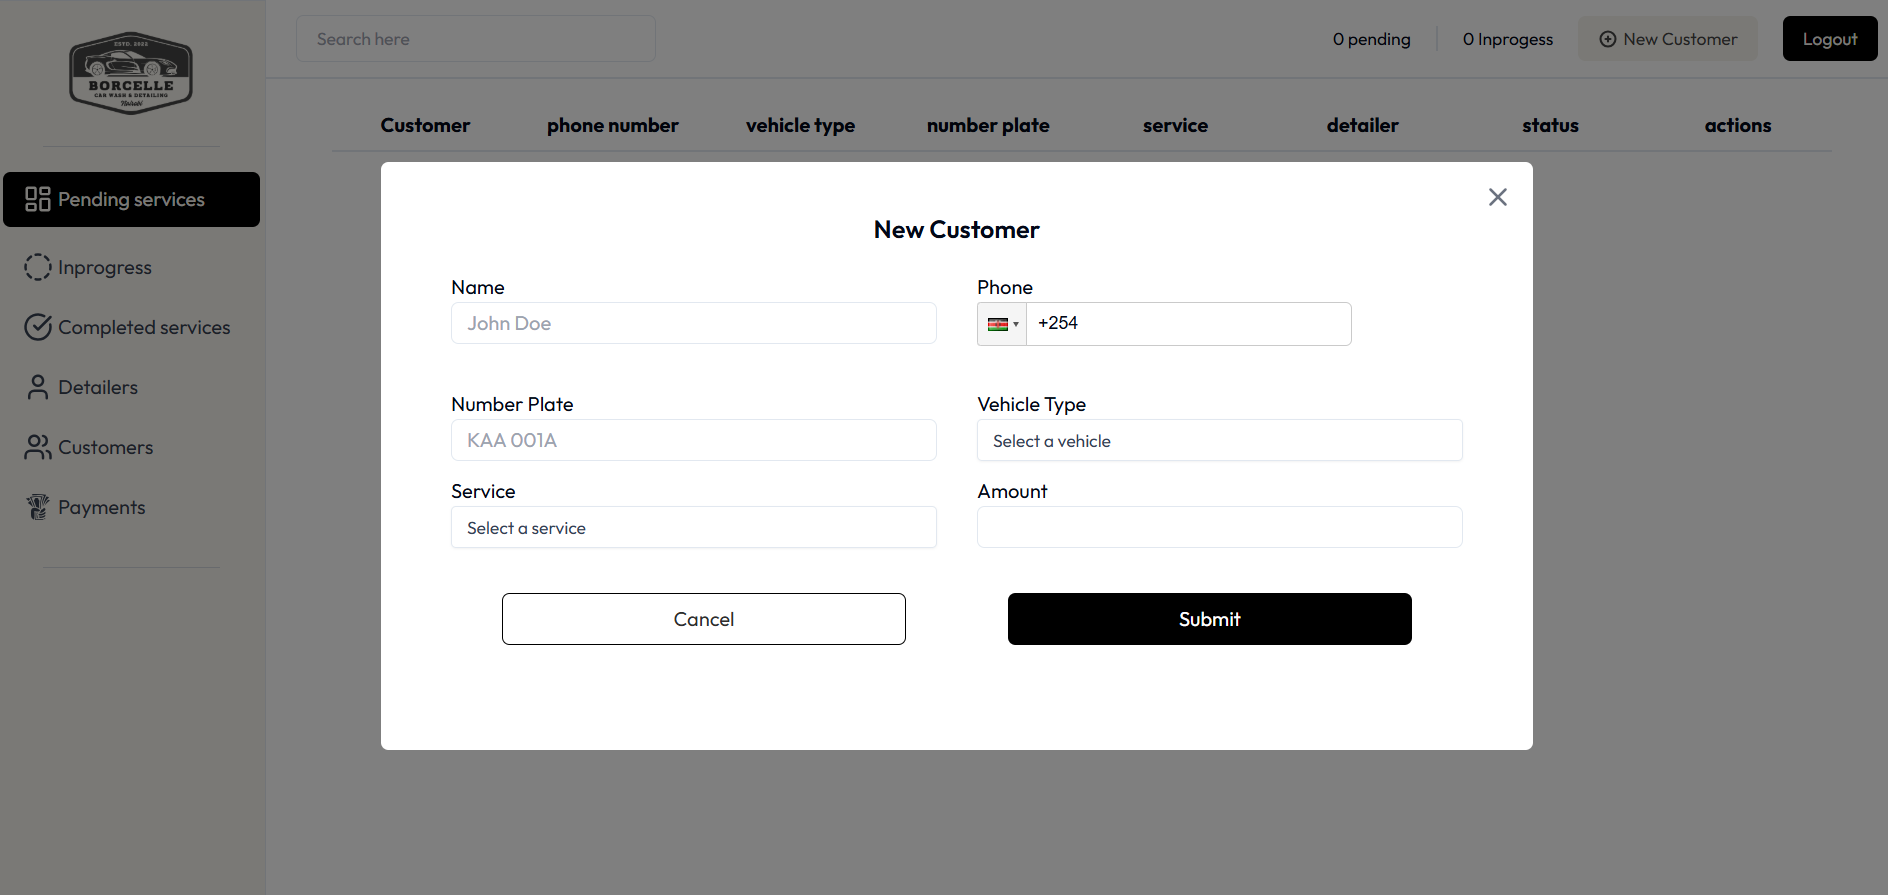 ESTD. 2023
BORCELLE
CAR WASH & DETAILING
Nairobi
Search here
0 pending
0 Inprogess
New Customer
Logout
Customer phone number vehicle type number plate service detailer status actions
Pending services
Inprogress
Completed services
Detailers
Customers
Payments
New Customer
Name
John Doe
Phone
+254
Number Plate
KAA 001A
Vehicle Type
Select a vehicle
Service
Select a service
Amount
Cancel
Submit